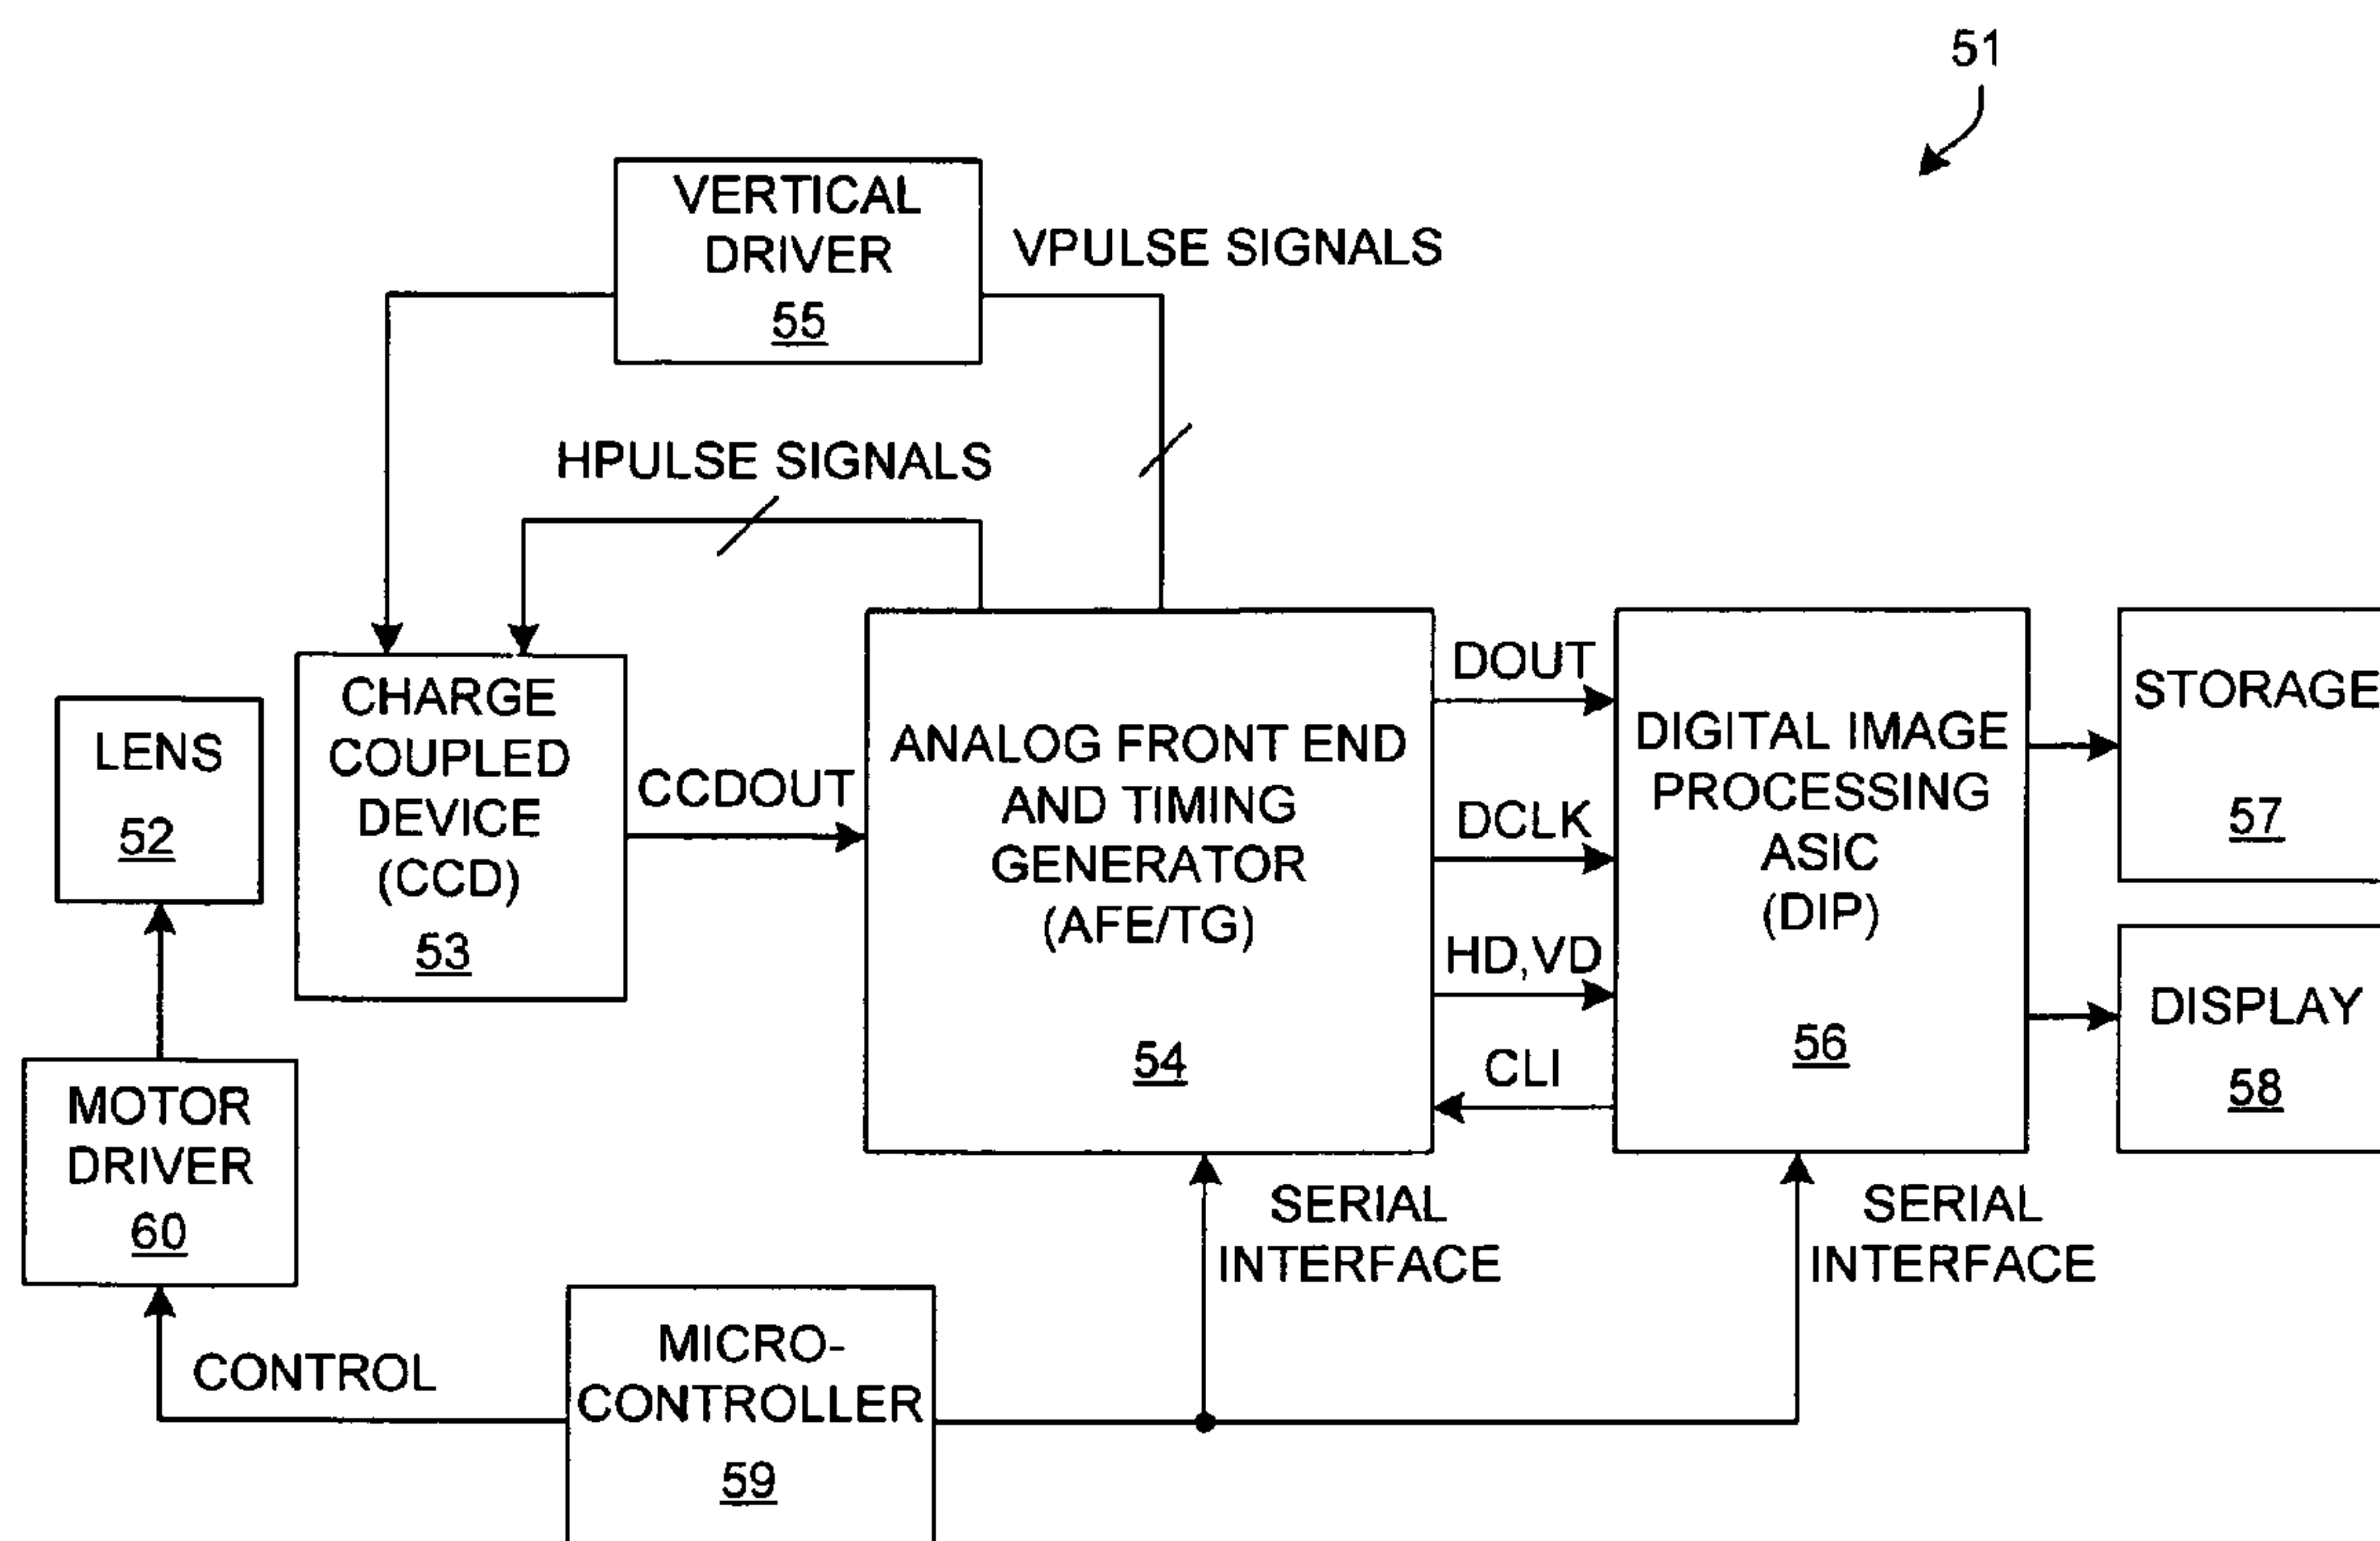 51
VERTICAL
DRIVER
55
VPULSE SIGNALS
HPULSE SIGNALS
LENS
52
CHARGE
COUPLED
DEVICE
(CCD)
53
CCDOUT
ANALOG FRONT END
AND TIMING
GENERATOR
(AFE/TG)
54
DOUT
DCLK
HD,VD
CLI
DIGITAL IMAGE
PROCESSING
ASIC
(DIP)
56
STORAGE
57
DISPLAY
58
MOTOR
DRIVER
60
CONTROL
MICRO-
CONTROLLER
59
SERIAL
INTERFACE
SERIAL
INTERFACE